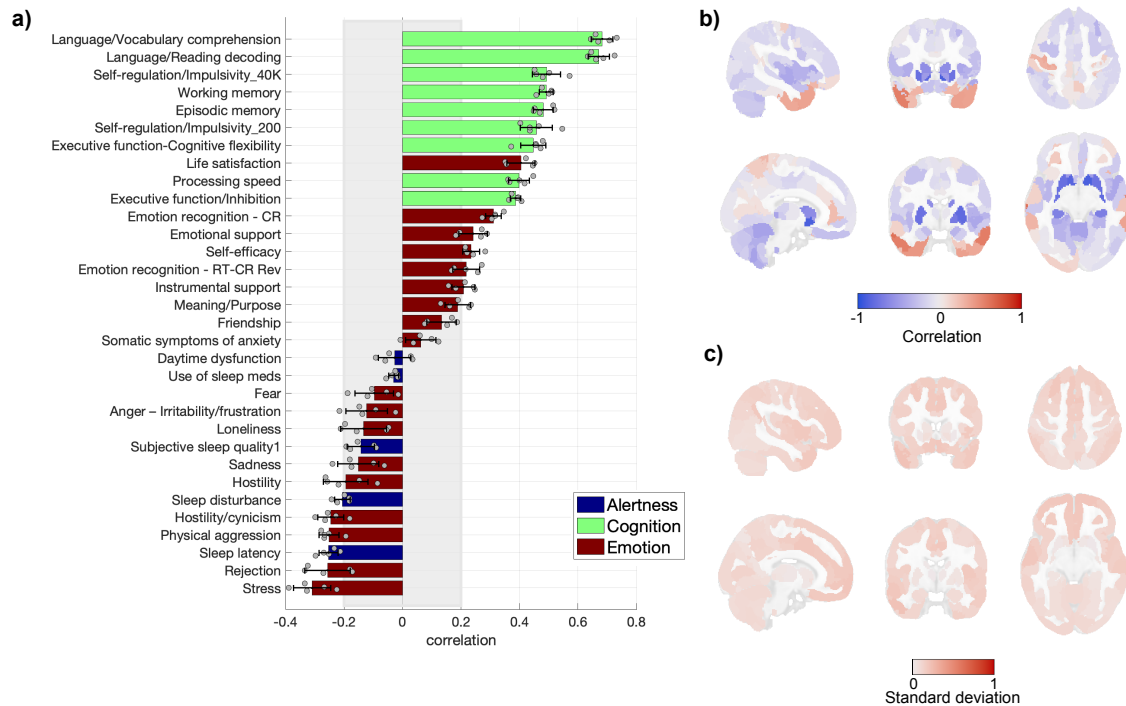 a)
Language/Vocabulary comprehension
Language/Reading decoding
Self-regulation/Impulsivity_40K
Working memory
Episodic memory
Self-regulation/Impulsivity_200
Executive function-Cognitive flexibility
Life satisfaction
Processing speed
Executive function/Inhibition
Emotion recognition - CR
Emotional support
Self-efficacy
Emotion recognition - RT-CR Rev
Instrumental support
Meaning/Purpose
Friendship
Somatic symptoms of anxiety
Daytime dysfunction
Use of sleep meds
Fear
Anger – Irritability/frustration
Loneliness
Subjective sleep quality1
Sadness
Hostility
Sleep disturbance
Hostility/cynicism
Physical aggression
Sleep latency
Rejection
Stress
-0.4 -0.2 0 0.2 0.4 0.6 0.8
correlation
Alertness
Cognition
Emotion
b)
-1 0 1
Correlation
c)
0 1
Standard deviation